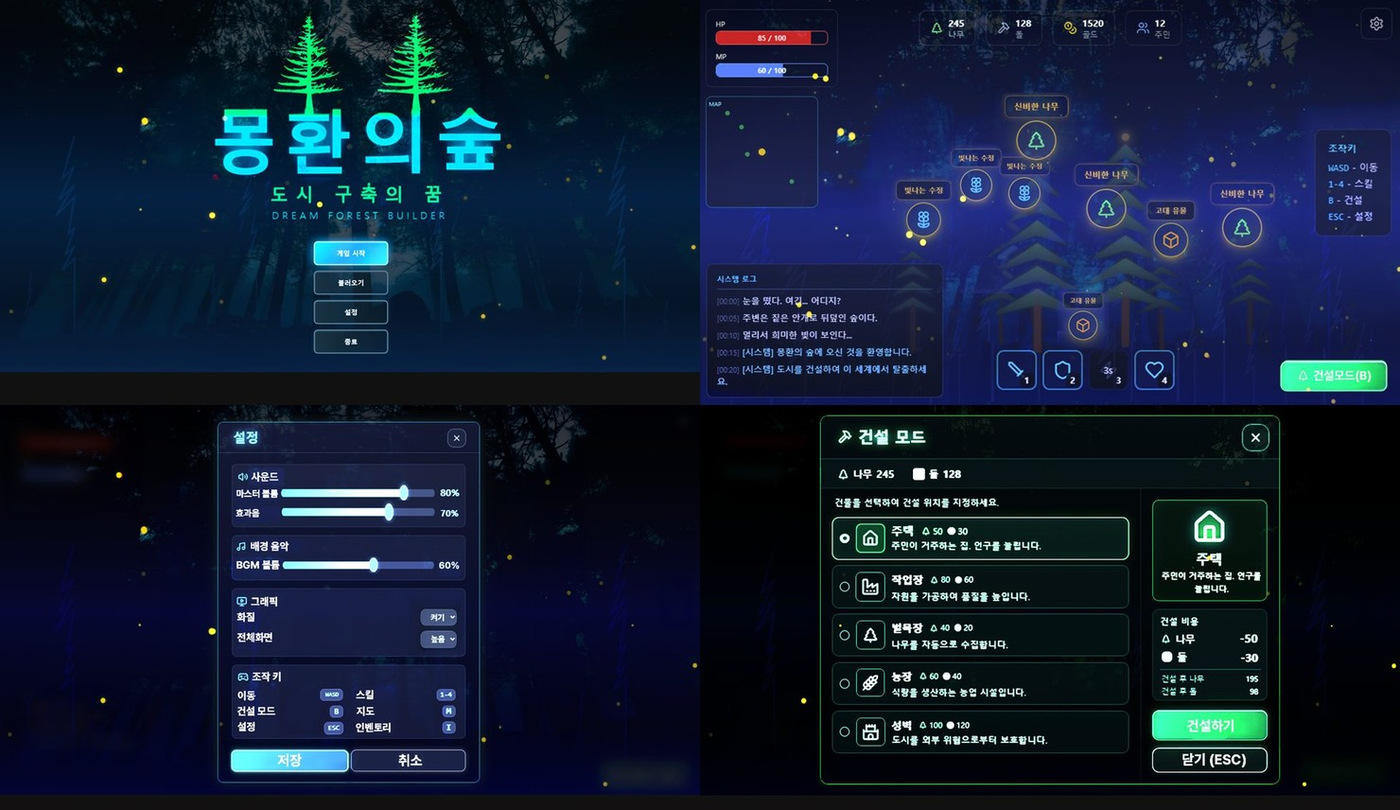 몽환의숲
도시 구축의 꿈
DREAM FOREST BUILDER
게임 시작
불러오기
설정
종료
HP
85 / 100
MP
60 / 100
245
나무
128
돌
1520
골드
12
주민
MAP
신비한 나무
빛나는 수정
빛나는 수정
신비한 나무
빛나는 수정
신비한 나무
고대 유물
고대 유물
조작키
WASD - 이동
1-4 - 스킬
B - 건설
ESC - 설정
시스템 로그
[00:00] 눈을 떴다. 여긴... 어디지?
[00:05] 주변은 짙은 안개로 뒤덮인 숲이다.
[00:10] 멀리서 희미한 빛이 보인다...
[00:15] [시스템] 몽환의 숲에 오신 것을 환영합니다.
[00:20] [시스템] 도시를 건설하여 이 세계에서 탈출하세
요.
1
2
3s
3
4
건설모드(B)
설정
사운드
마스터 볼륨 80%
효과음 70%
배경 음악
BGM 볼륨 60%
그래픽
화질 켜기
전체화면 높음
조작 키
이동 WASD 스킬 1-4
건설 모드 B 지도 M
설정 ESC 인벤토리 I
저장 취소
건설 모드
나무 245 돌 128
건물을 선택하여 건설 위치를 지정하세요.
주택 50 30
주민이 거주하는 집. 인구를 늘립니다.
작업장 80 60
자원을 가공하여 품질을 높입니다.
벌목장 40 20
나무를 자동으로 수집합니다.
농장 60 40
식량을 생산하는 농업 시설입니다.
성벽 100 120
도시를 외부 위협으로부터 보호합니다.
주택
주민이 거주하는 집. 인구를
늘립니다.
건설 비용
나무 -50
돌 -30
건설 후 나무 195
건설 후 돌 98
건설하기
닫기 (ESC)